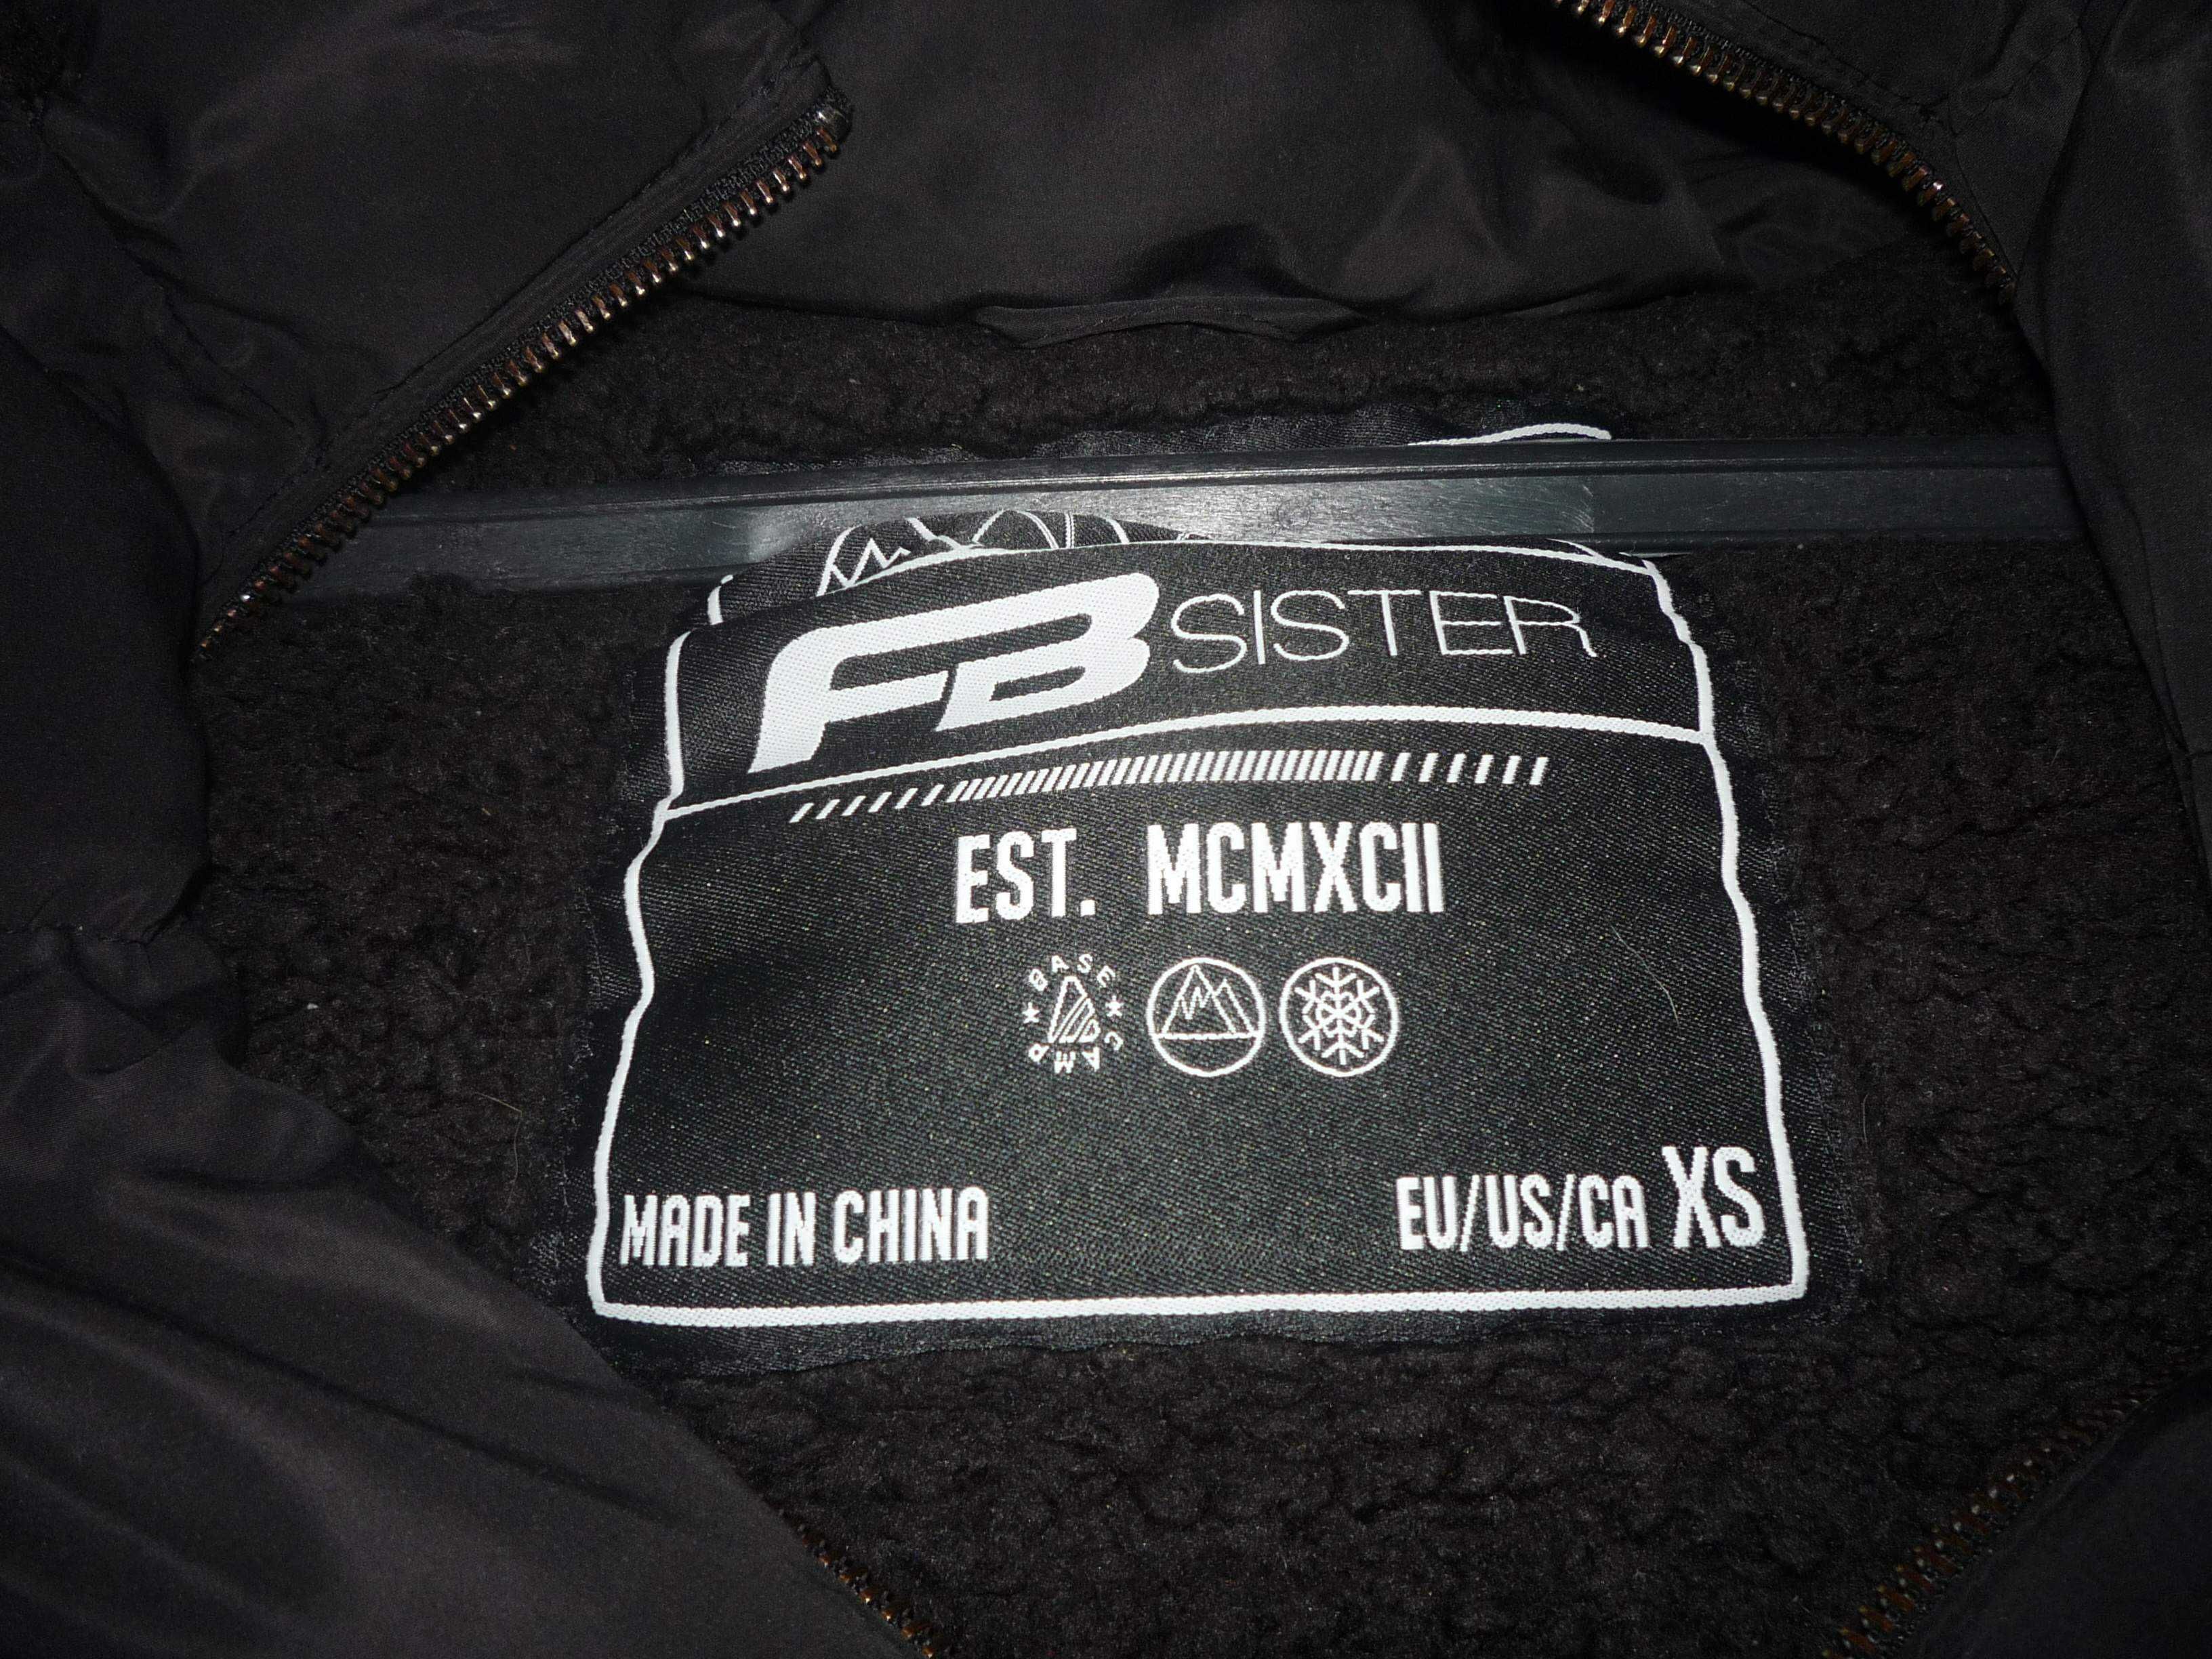 FB SISTER
EST. MCMXCII
BASE CAMP
MADE IN CHINA
EU/US/CA XS